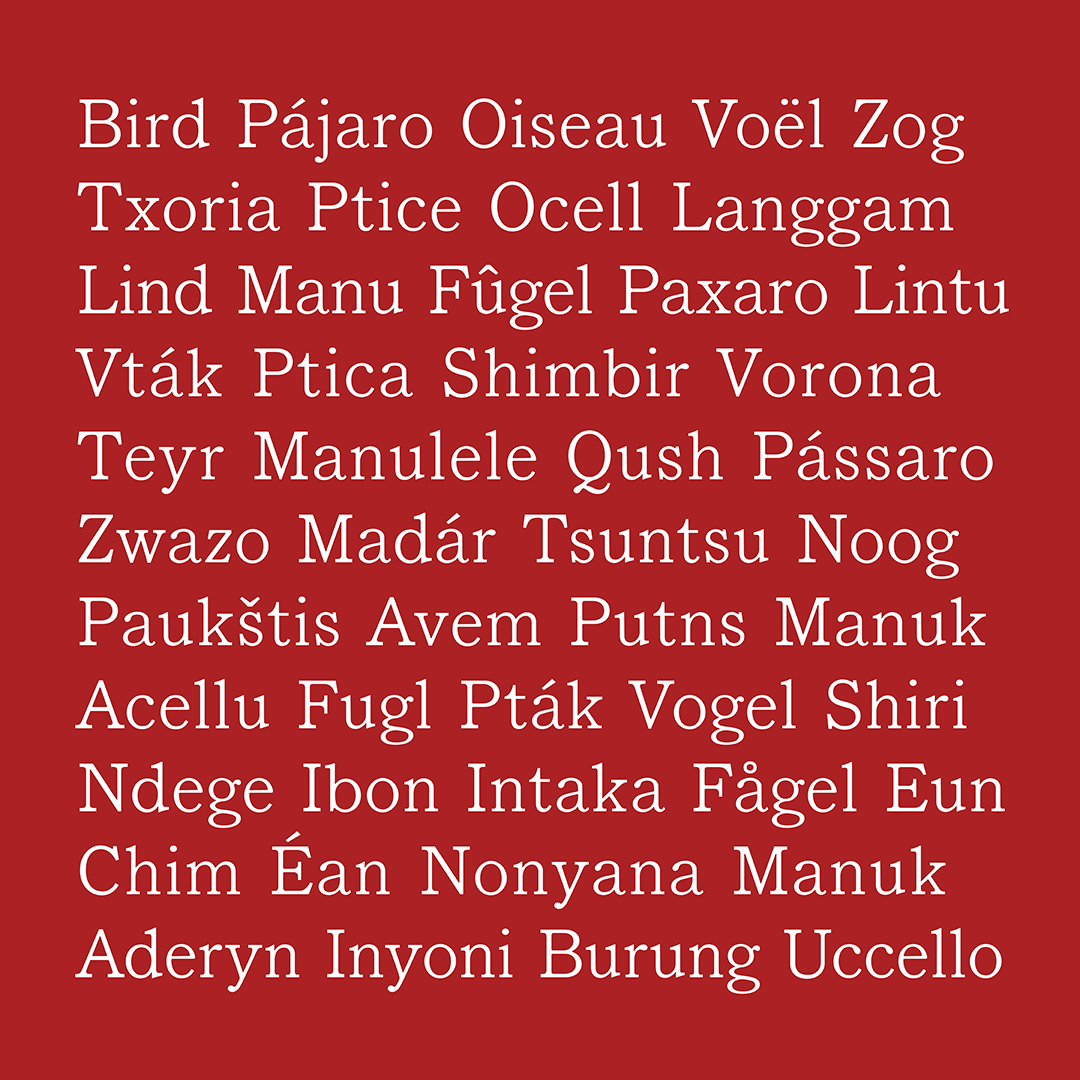 Bird Pájaro Oiseau Voël Zog
Txoria Ptice Ocell Langgam
Lind Manu Fûgel Paxaro Lintu
Vták Ptica Shimbir Vorona
Teyr Manulele Qush Pássaro
Zwazo Madár Tsuntsu Noog
Paukštis Avem Putns Manuk
Acellu Fugl Pták Vogel Shiri
Ndege Ibon Intaka Fågel Eun
Chim Éan Nonyana Manuk
Aderyn Inyoni Burung Uccello